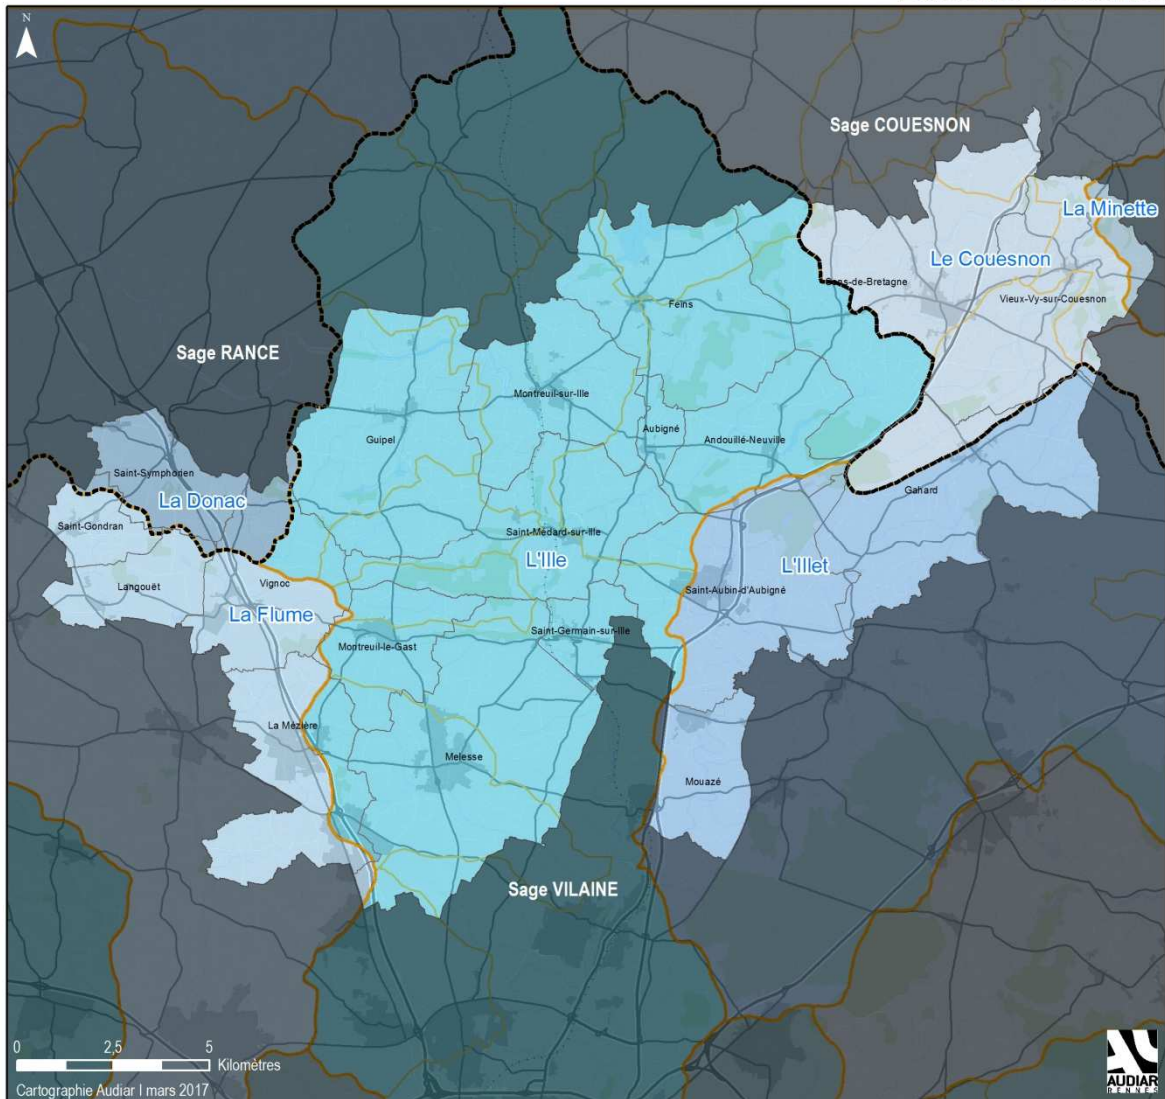 N
Sage COUESNON
La Minette
Le Couesnon
Sens-de-Bretagne
Vieux-Vy-sur-Couesnon
Feins
Sage RANCE
Montreuil-sur-Ille
Aubigné
Guipel
Andouillé-Neuville
Saint-Symphorien
La Donac
Gahard
Saint-Gondran
Saint-Médard-sur-Ille
L'Ille
L'Illet
Langouët
Vignoc
Saint-Aubin-d'Aubigné
La Flume
Saint-Germain-sur-Ille
Montreuil-le-Gast
La Mézière
Melesse
Mouazé
Sage VILAINE
0 2,5 5
Kilomètres
Cartographie Audiar I mars 2017
AUDIAR
RENNES